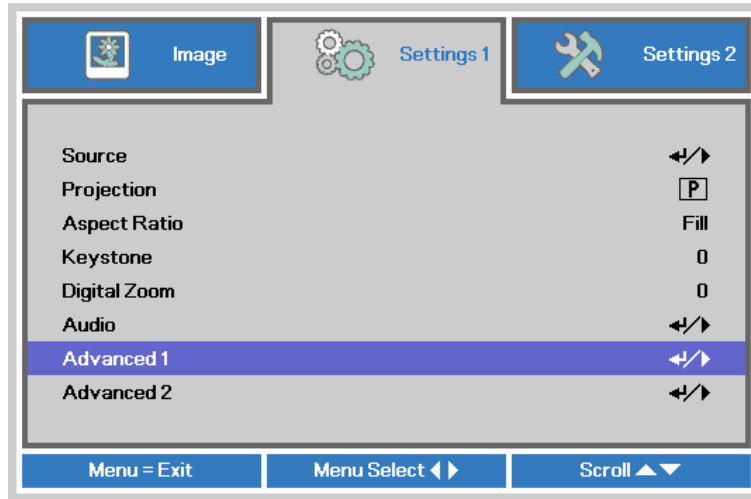 Image
Settings 1
Settings 2
Source
Projection P
Aspect Ratio Fill
Keystone 0
Digital Zoom 0
Audio
Advanced 1
Advanced 2
Menu = Exit
Menu Select
Scroll